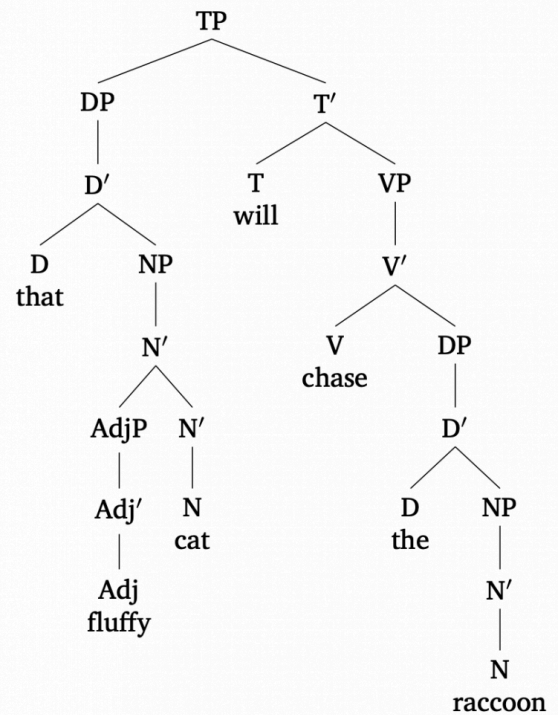 TP
DP T′
D′ T VP
will
D NP V′
that
N′ V DP
chase
AdjP N′ D′
Adj′ N D NP
cat the
Adj N′
fluffy
N
raccoon